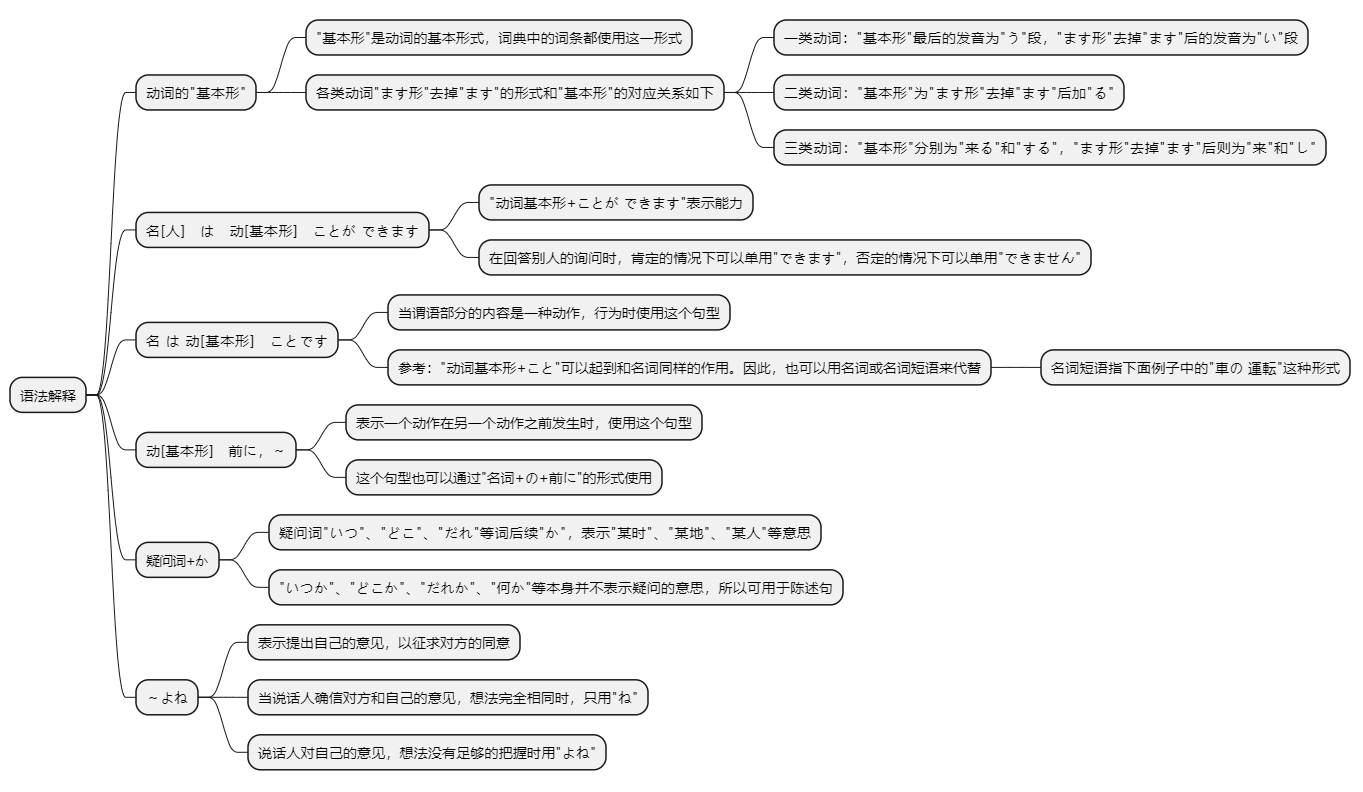 语法解释
动词的"基本形"
"基本形"是动词的基本形式，词典中的词条都使用这一形式
各类动词"ます形"去掉"ます"的形式和"基本形"的对应关系如下
一类动词："基本形"最后的发音为"う"段，"ます形"去掉"ます"后的发音为"い"段
二类动词："基本形"为"ます形"去掉"ます"后加"る"
三类动词："基本形"分别为"来る"和"する"，"ます形"去掉"ます"后则为"来"和"し"
名[人]　は　动[基本形]　ことが できます
"动词基本形+ことが できます"表示能力
在回答别人的询问时，肯定的情况下可以单用"できます"，否定的情况下可以单用"できません"
名 は 动[基本形]　ことです
当谓语部分的内容是一种动作，行为时使用这个句型
参考："动词基本形+こと"可以起到和名词同样的作用。因此，也可以用名词或名词短语来代替
名词短语指下面例子中的"車の 運転"这种形式
动[基本形]　前に，～
表示一个动作在另一个动作之前发生时，使用这个句型
这个句型也可以通过"名词+の+前に"的形式使用
疑问词+か
疑问词"いつ"、"どこ"、"だれ"等词后续"か"，表示"某时"、"某地"、"某人"等意思
"いつか"、"どこか"、"だれか"、"何か"等本身并不表示疑问的意思，所以可用于陈述句
～よね
表示提出自己的意见，以征求对方的同意
当说话人确信对方和自己的意见，想法完全相同时，只用"ね"
说话人对自己的意见，想法没有足够的把握时用"よね"